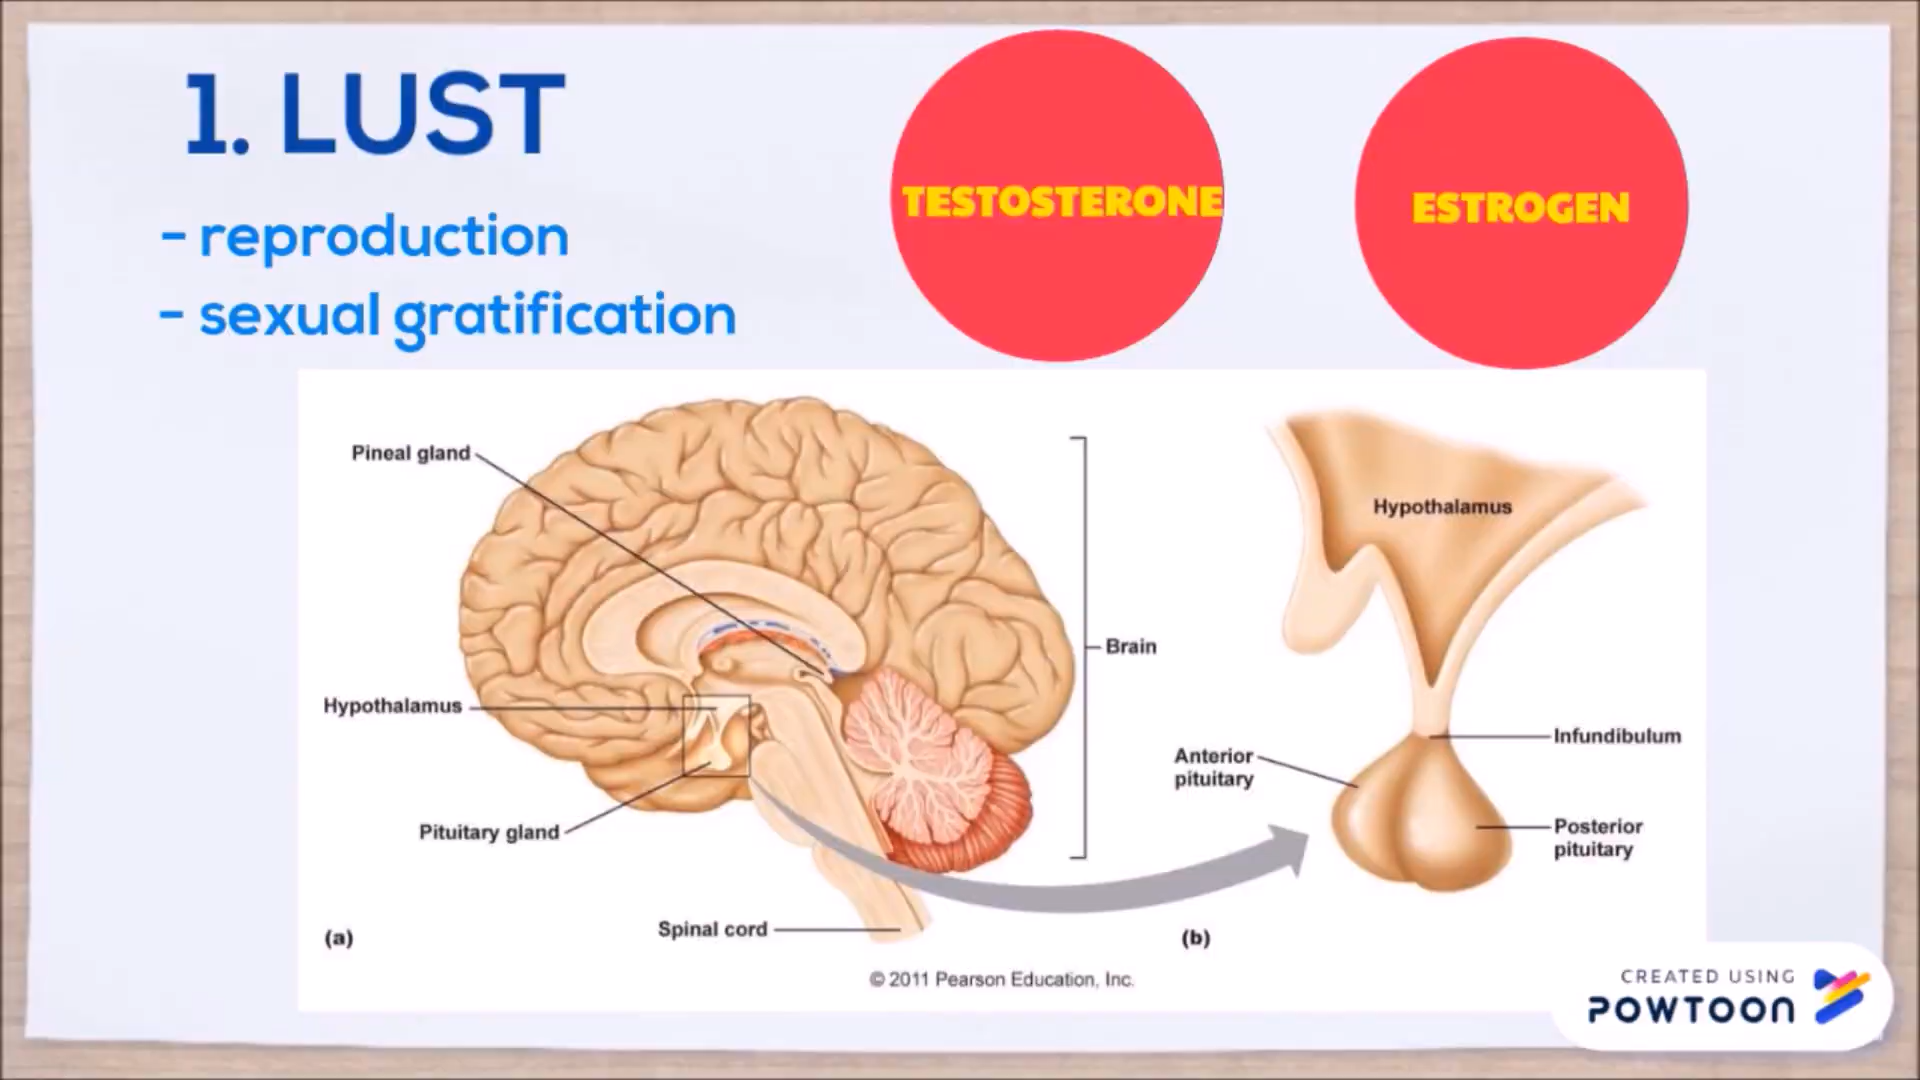 1. LUST
- reproduction
- sexual gratification
TESTOSTERONE
ESTROGEN
Pineal gland
Hypothalamus
Pituitary gland
Spinal cord
Brain
(a)
Hypothalamus
Infundibulum
Anterior
pituitary
Posterior
pituitary
(b)
© 2011 Pearson Education, Inc.
CREATED USING
POWTOON